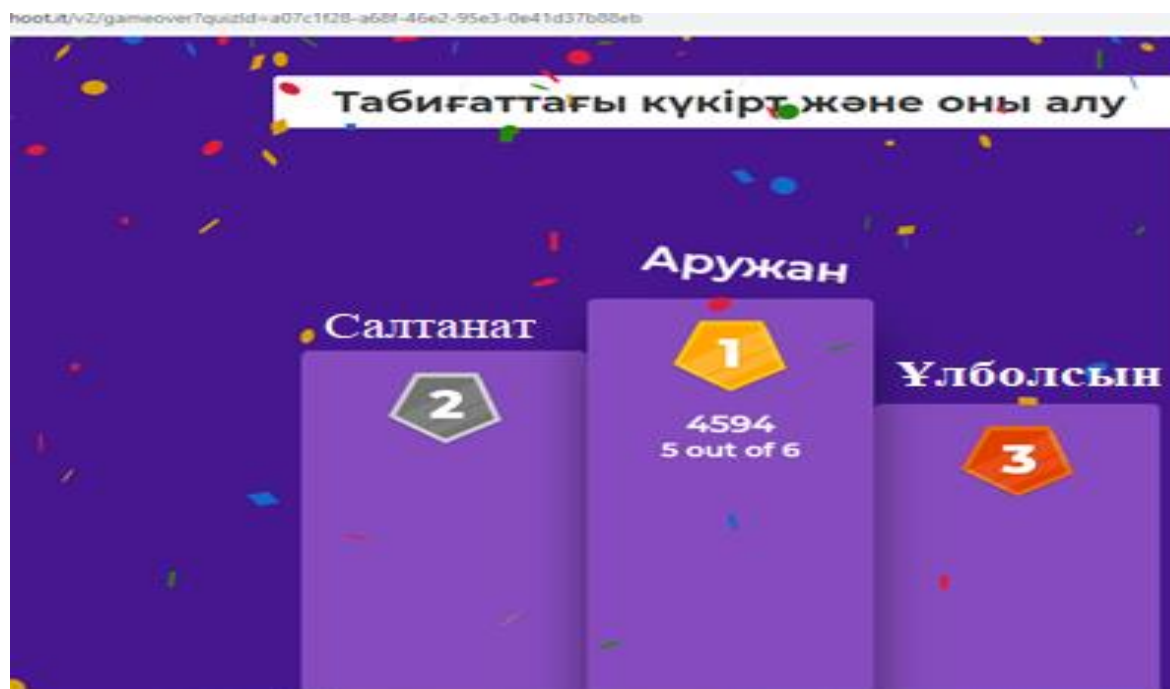 hoot.it/v2/gameover?quizId=a07c1f28-a68f-46e2-95e3-0e41d37b88eb
Табиғаттағы күкірт және оны алу
Аружан
Салтанат
1
Ұлболсын
2
4594
5 out of 6
3